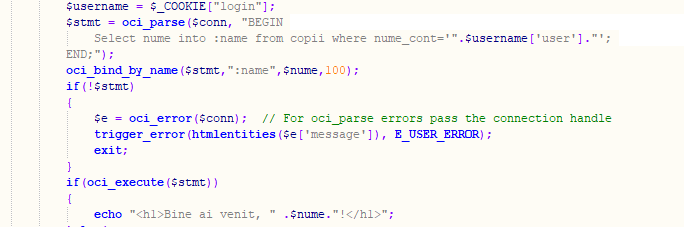 $username = $_COOKIE["login"];
$stmt = oci_parse($conn, "BEGIN
Select nume into :name from copii where nume_cont='".$username['user']."';
END;");
oci_bind_by_name($stmt,":name",$nume,100);
if(!$stmt)
{
$e = oci_error($conn);  // For oci_parse errors pass the connection handle
trigger_error(htmlentities($e['message']), E_USER_ERROR);
exit;
}
if(oci_execute($stmt))
{
echo "<h1>Bine ai venit, " .$nume."!</h1>";